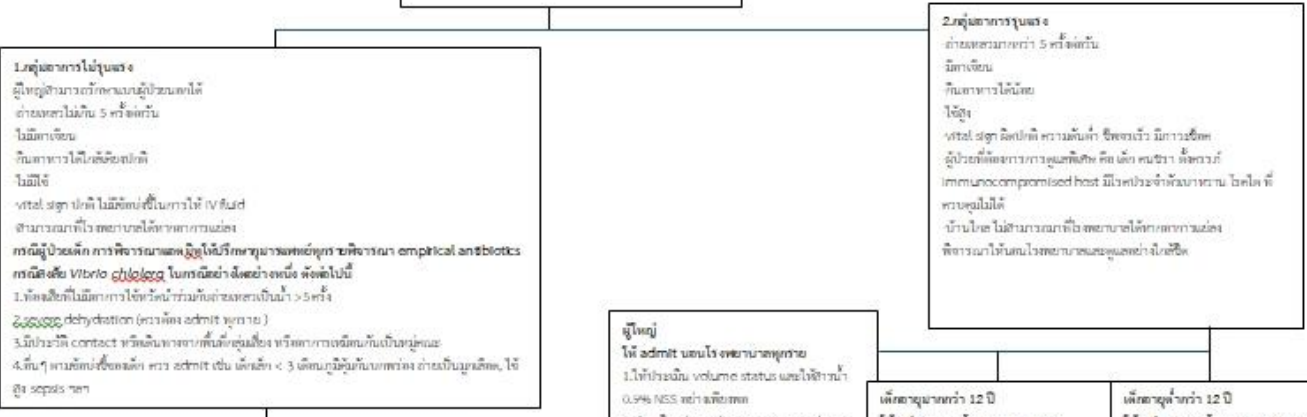 1.กลุ่มอาการไม่รุนแรง
ผู้ใหญ่สามารถรักษาแบบผู้ป่วยนอกได้
-ถ่ายเหลวไม่เกิน 5 ครั้งต่อวัน
-ไม่มีอาเจียน
-กินอาหารได้ใกล้เคียงปกติ
-ไม่มีไข้
-vital sign ปกติ ไม่มีข้อบ่งชี้ในการให้ IV fluid
-สามารถมาที่โรงพยาบาลได้หากอาการแย่ลง
กรณีผู้ป่วยเด็ก การพิจารณาแอดมิทให้ปรึกษากุมารแพทย์ทุกรายพิจารณา empirical antibiotics
กรณีสงสัย Vibrio chlolera ในกรณีอย่างใดอย่างหนึ่ง ดังต่อไปนี้
1.ท้องเสียที่ไม่มีอาการไข้หวัดนำร่วมกับถ่ายเหลวเป็นน้ำ >5ครั้ง
2.severe dehydration (ควรต้อง admit ทุกราย )
3.มีประวัติ contact หรือเดินทางจากพื้นที่กลุ่มเสี่ยง หรือมีอาการเหมือนกันเป็นหมู่คณะ
4.อื่นๆ ตามข้อบ่งชี้ของเด็ก ควร admit เช่น เด็กเล็ก < 3 เดือนภูมิคุ้มกันบกพร่อง ถ่ายเป็นมูกเลือด, ไข้
สูง sepsis ฯลฯ
2.กลุ่มอาการรุนแรง
-ถ่ายเหลวมากกว่า 5 ครั้งต่อวัน
-มีอาเจียน
-กินอาหารได้น้อย
-ไข้สูง
-vital sign ผิดปกติ ความดันต่ำ ชีพจรเร็ว มีภาวะช็อค
-ผู้ป่วยที่ต้องการการดูแลพิเศษ คือ เด็ก คนชรา ตั้งครรภ์
immunocompromised host มีโรคประจำตัวเบาหวาน โรคไต ที่
ควบคุมไม่ได้
-บ้านไกล ไม่สามารถมาที่โรงพยาบาลได้หากอาการแย่ลง
พิจารณาให้นอนโรงพยาบาลและดูแลอย่างใกล้ชิด
ผู้ใหญ่
ให้ admit นอนโรงพยาบาลทุกราย
1.ให้ประเมิน volume status และให้สารน้ำ
0.9% NSS อย่างเพียงพอ
เด็กอายุมากกว่า 12 ปี
เด็กอายุต่ำกว่า 12 ปี